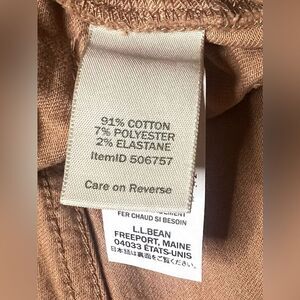 91% COTTON
7% POLYESTER
2% ELASTANE
ItemID 506757
Care on Reverse
FER CHAUD SI BESOIN
L.L.BEAN
FREEPORT, MAINE
04033 ÉTATS-UNIS
日本語は裏面をご覧ください。